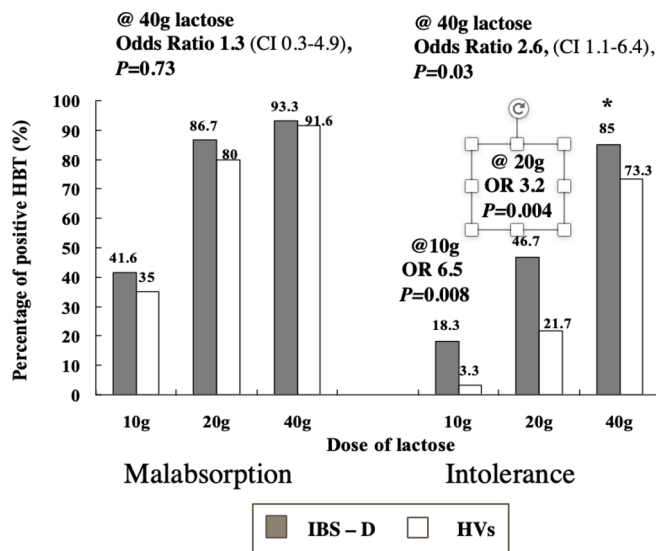 @ 40g lactose
Odds Ratio 1.3 (CI 0.3-4.9),
P=0.73
@ 40g lactose
Odds Ratio 2.6, (CI 1.1-6.4),
P=0.03
Percentage of positive HBT (%)
100
90
80
70
60
50
40
30
20
10
0
41.6
35
86.7
80
93.3
91.6
@10g
OR 6.5
P=0.008
18.3
3.3
@ 20g
OR 3.2
P=0.004
46.7
21.7
*
85
73.3
10g 20g 40g 10g 20g 40g
Dose of lactose
Malabsorption Intolerance
IBS – D HVs